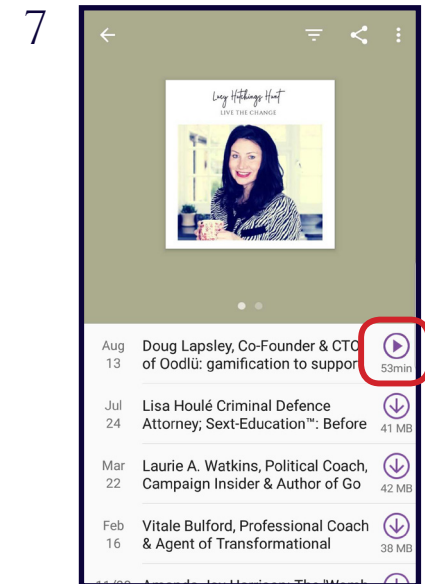 7
Lucy Hutchings Hunt
LIVE THE CHANGE
Aug
13
Doug Lapsley, Co-Founder & CTO
of Oodlü: gamification to suppor
53min
Jul
24
Lisa Houlé Criminal Defence
Attorney; Sext-Education™: Before
41 MB
Mar
22
Laurie A. Watkins, Political Coach,
Campaign Insider & Author of Go
42 MB
Feb
16
Vitale Bulford, Professional Coach
& Agent of Transformational
38 MB